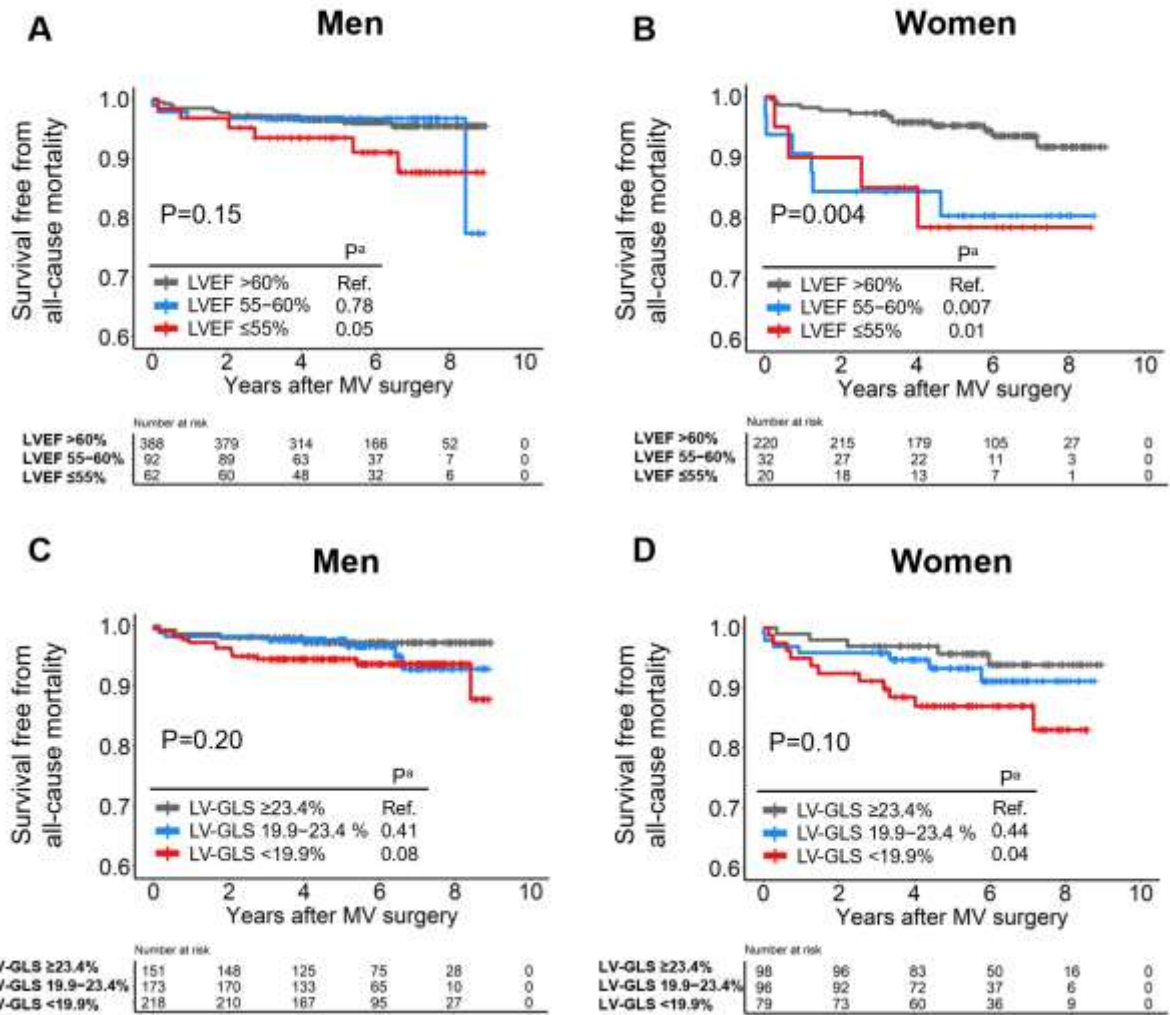 A
Men
Survival free from
all-cause mortality
1.0
0.9
0.8
0.7
0.6
P=0.15
Pa
LVEF >60% Ref.
LVEF 55−60% 0.78
LVEF ≤55% 0.05
0 2 4 6 8 10
Years after MV surgery
Number at risk
LVEF >60% 388 379 314 166 52 0
LVEF 55−60% 92 89 63 37 7 0
LVEF ≤55% 62 60 48 32 6 0
B
Women
Survival free from
all-cause mortality
1.0
0.9
0.8
0.7
0.6
P=0.004
Pa
LVEF >60% Ref.
LVEF 55−60% 0.007
LVEF ≤55% 0.01
0 2 4 6 8 10
Years after MV surgery
Number at risk
LVEF >60% 220 215 179 105 27 0
LVEF 55−60% 32 27 22 11 3 0
LVEF ≤55% 20 18 13 7 1 0
C
Men
Survival free from
all-cause mortality
1.0
0.9
0.8
0.7
0.6
P=0.20
Pa
LV-GLS ≥23.4% Ref.
LV-GLS 19.9−23.4 % 0.41
LV-GLS <19.9% 0.08
0 2 4 6 8 10
Years after MV surgery
Number at risk
V-GLS ≥23.4% 151 148 125 75 28 0
V-GLS 19.9−23.4% 173 170 133 65 10 0
V-GLS <19.9% 218 210 167 95 27 0
D
Women
Survival free from
all-cause mortality
1.0
0.9
0.8
0.7
0.6
P=0.10
Pa
LV-GLS ≥23.4% Ref.
LV-GLS 19.9−23.4 % 0.44
LV-GLS <19.9% 0.04
0 2 4 6 8 10
Years after MV surgery
Number at risk
LV-GLS ≥23.4% 98 96 83 50 16 0
LV-GLS 19.9−23.4% 96 92 72 37 6 0
LV-GLS <19.9% 79 73 60 36 9 0